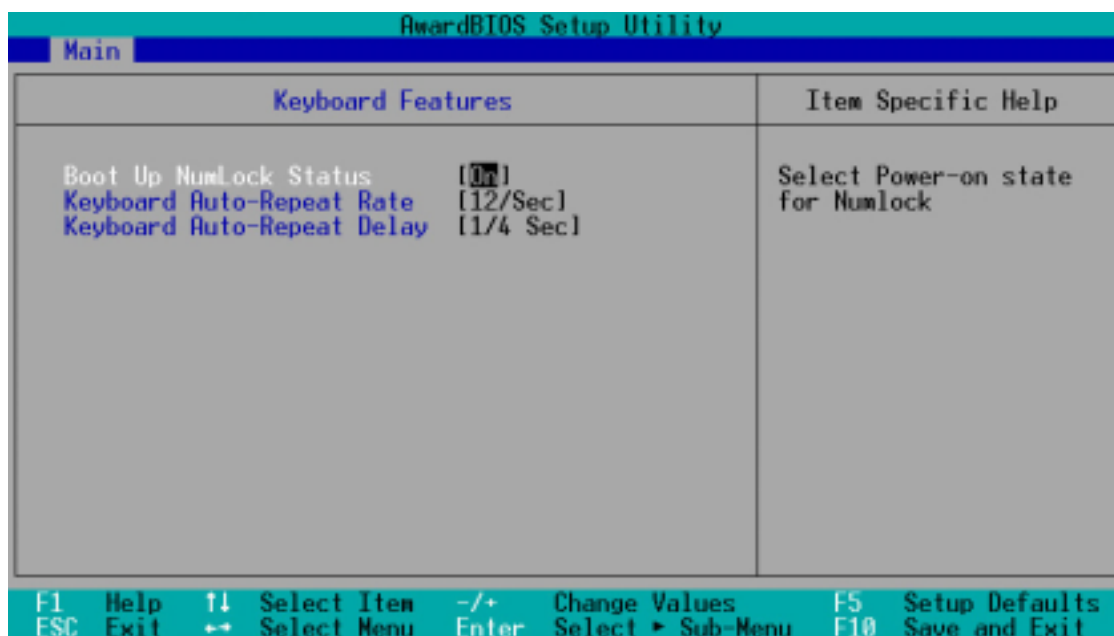 AwardBIOS Setup Utility
Main
Keyboard Features
Boot Up NumLock Status [On]
Keyboard Auto-Repeat Rate [12/Sec]
Keyboard Auto-Repeat Delay [1/4 Sec]
Item Specific Help
Select Power-on state
for Numlock
F1 Help ↑↓ Select Item -/+ Change Values F5 Setup Defaults
ESC Exit ←→ Select Menu Enter Select ► Sub-Menu F10 Save and Exit